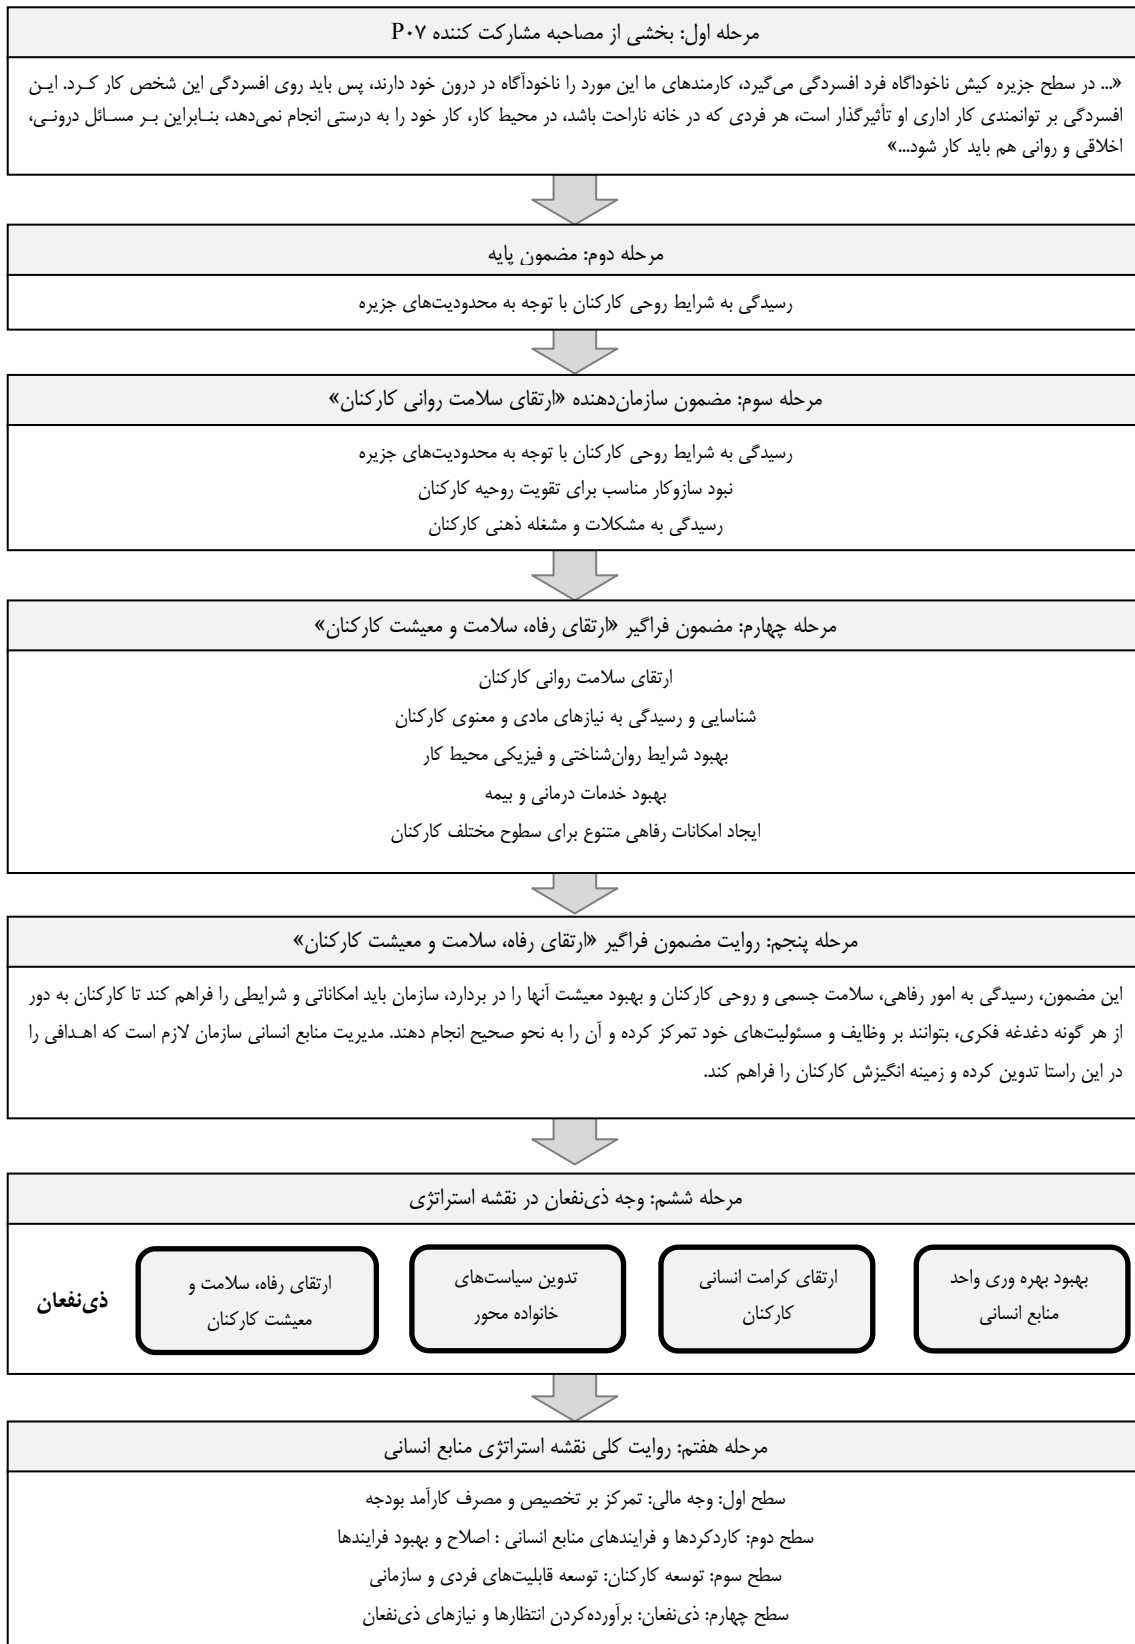 مرحله اول: بخشی از مصاحبه مشارکت کننده P۰۷
«... در سطح جزیره کیش ناخوداگاه فرد افسردگی می‌گیرد، کارمندهای ما این مورد را ناخودآگاه در درون خود دارند، پس باید روی افسردگی این شخص کار کـرد. ایـن
افسردگی بر توانمندی کار اداری او تأثیرگذار است، هر فردی که در خانه ناراحت باشد، در محیط کار، کار خود را به درستی انجام نمی‌دهد، بنـابراین بـر مسـائل درونـی،
اخلاقی و روانی هم باید کار شود...»
مرحله دوم: مضمون پایه
رسیدگی به شرایط روحی کارکنان با توجه به محدودیت‌های جزیره
مرحله سوم: مضمون سازمان‌دهنده «ارتقای سلامت روانی کارکنان»
رسیدگی به شرایط روحی کارکنان با توجه به محدودیت‌های جزیره
نبود سازوکار مناسب برای تقویت روحیه کارکنان
رسیدگی به مشکلات و مشغله ذهنی کارکنان
مرحله چهارم: مضمون فراگیر «ارتقای رفاه، سلامت و معیشت کارکنان»
ارتقای سلامت روانی کارکنان
شناسایی و رسیدگی به نیازهای مادی و معنوی کارکنان
بهبود شرایط روان‌شناختی و فیزیکی محیط کار
بهبود خدمات درمانی و بیمه
ایجاد امکانات رفاهی متنوع برای سطوح مختلف کارکنان
مرحله پنجم: روایت مضمون فراگیر «ارتقای رفاه، سلامت و معیشت کارکنان»
این مضمون، رسیدگی به امور رفاهی، سلامت جسمی و روحی کارکنان و بهبود معیشت آنها را در بردارد، سازمان باید امکاناتی و شرایطی را فراهم کند تا کارکنان به دور
از هر گونه دغدغه فکری، بتوانند بر وظایف و مسئولیت‌های خود تمرکز کرده و آن را به نحو صحیح انجام دهند. مدیریت منابع انسانی سازمان لازم است که اهـدافی را
در این راستا تدوین کرده و زمینه انگیزش کارکنان را فراهم کند.
مرحله ششم: وجه ذی‌نفعان در نقشه استراتژی
بهبود بهره وری واحد
منابع انسانی
ارتقای کرامت انسانی
کارکنان
تدوین سیاست‌های
خانواده محور
ارتقای رفاه، سلامت و
معیشت کارکنان
ذی‌نفعان
مرحله هفتم: روایت کلی نقشه استراتژی منابع انسانی
سطح اول: وجه مالی: تمرکز بر تخصیص و مصرف کارآمد بودجه
سطح دوم: کاردکردها و فرایندهای منابع انسانی : اصلاح و بهبود فرایندها
سطح سوم: توسعه کارکنان: توسعه قابلیت‌های فردی و سازمانی
سطح چهارم: ذی‌نفعان: برآورده‌کردن انتظارها و نیازهای ذی‌نفعان